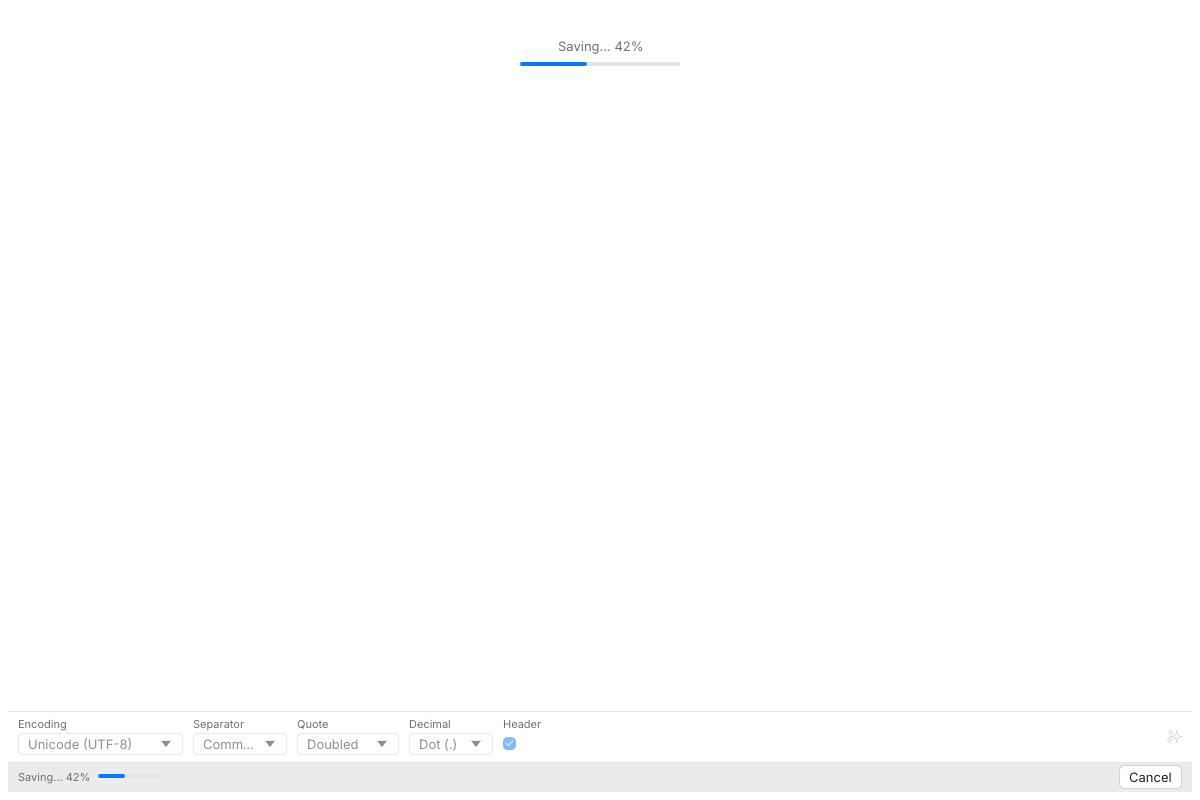 Saving... 42%
Encoding Separator Quote Decimal Header
Unicode (UTF-8) Comm... Doubled Dot (.)
Saving... 42% Cancel